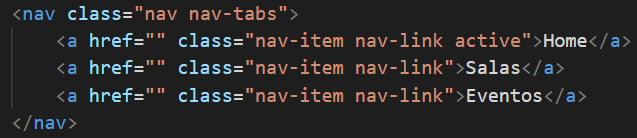 <nav class="nav nav-tabs">
    <a href="" class="nav-item nav-link active">Home</a>
    <a href="" class="nav-item nav-link">Salas</a>
    <a href="" class="nav-item nav-link">Eventos</a>
</nav>